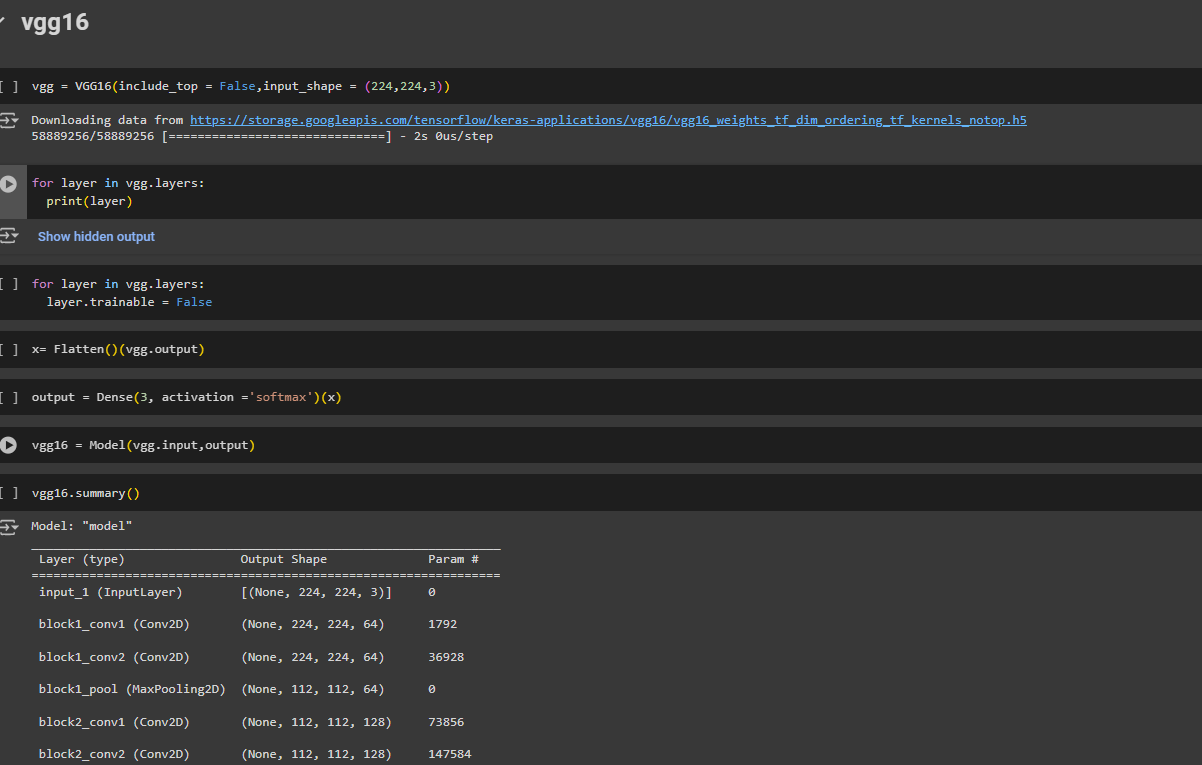 vgg16
[ ] vgg = VGG16(include_top = False,input_shape = (224,224,3))
Downloading data from https://storage.googleapis.com/tensorflow/keras-applications/vgg16/vgg16_weights_tf_dim_ordering_tf_kernels_notop.h5
58889256/58889256 [==============================] - 2s 0us/step
for layer in vgg.layers:
  print(layer)
Show hidden output
[ ] for layer in vgg.layers:
  layer.trainable = False
[ ] x= Flatten()(vgg.output)
[ ] output = Dense(3, activation ='softmax')(x)
vgg16 = Model(vgg.input,output)
[ ] vgg16.summary()
Model: "model"
_________________________________________________________________
Layer (type) Output Shape Param #
=================================================================
input_1 (InputLayer) [(None, 224, 224, 3)] 0
block1_conv1 (Conv2D) (None, 224, 224, 64) 1792
block1_conv2 (Conv2D) (None, 224, 224, 64) 36928
block1_pool (MaxPooling2D) (None, 112, 112, 64) 0
block2_conv1 (Conv2D) (None, 112, 112, 128) 73856
block2_conv2 (Conv2D) (None, 112, 112, 128) 147584